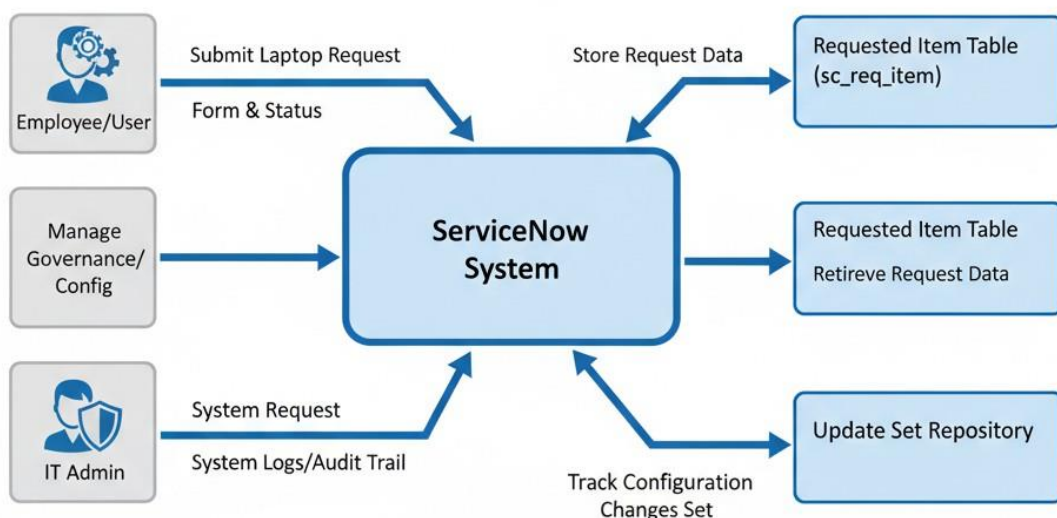 Employee/User
Submit Laptop Request
Form & Status
Store Request Data
Requested Item Table
(sc_req_item)
Manage
Governance/
Config
ServiceNow
System
Requested Item Table
Retireve Request Data
IT Admin
System Request
System Logs/Audit Trail
Track Configuration
Changes Set
Update Set Repository